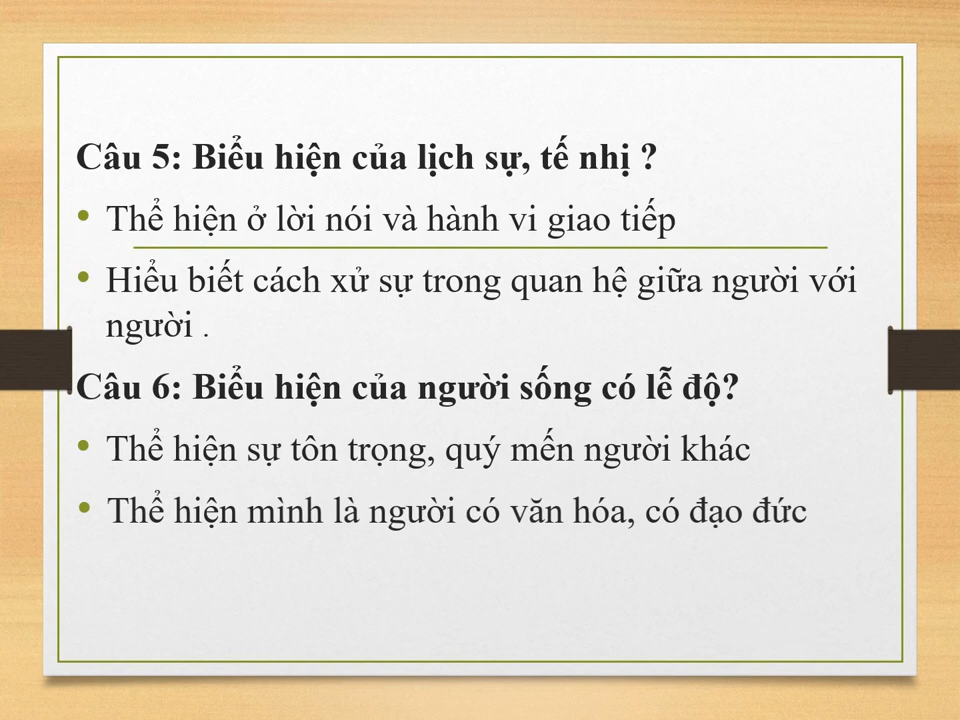 Câu 5: Biểu hiện của lịch sự, tế nhị ?
• Thể hiện ở lời nói và hành vi giao tiếp
• Hiểu biết cách xử sự trong quan hệ giữa người với
người .
Câu 6: Biểu hiện của người sống có lễ độ?
• Thể hiện sự tôn trọng, quý mến người khác
• Thể hiện mình là người có văn hóa, có đạo đức